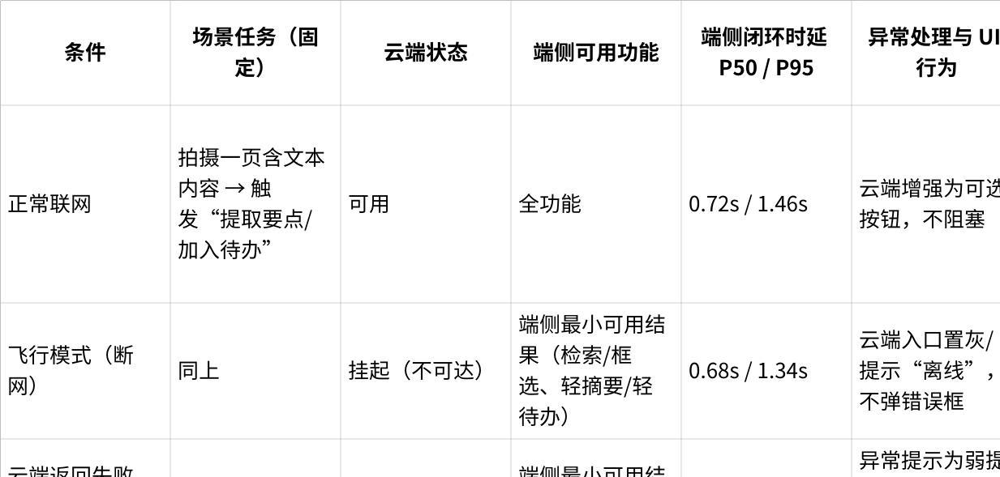 条件
场景任务（固
定）
云端状态
端侧可用功能
端侧闭环时延
P50 / P95
异常处理与 UI
行为
正常联网
拍摄一页含文本
内容 → 触
发“提取要点/
加入待办”
可用
全功能
0.72s / 1.46s
云端增强为可选
按钮，不阻塞
飞行模式（断
网）
同上
挂起（不可达）
端侧最小可用结
果（检索/框
选、轻摘要/轻
待办）
0.68s / 1.34s
云端入口置灰/
提示“离线”，
不弹错误框
云端返回失败
端侧最小可用结
异常提示为弱提